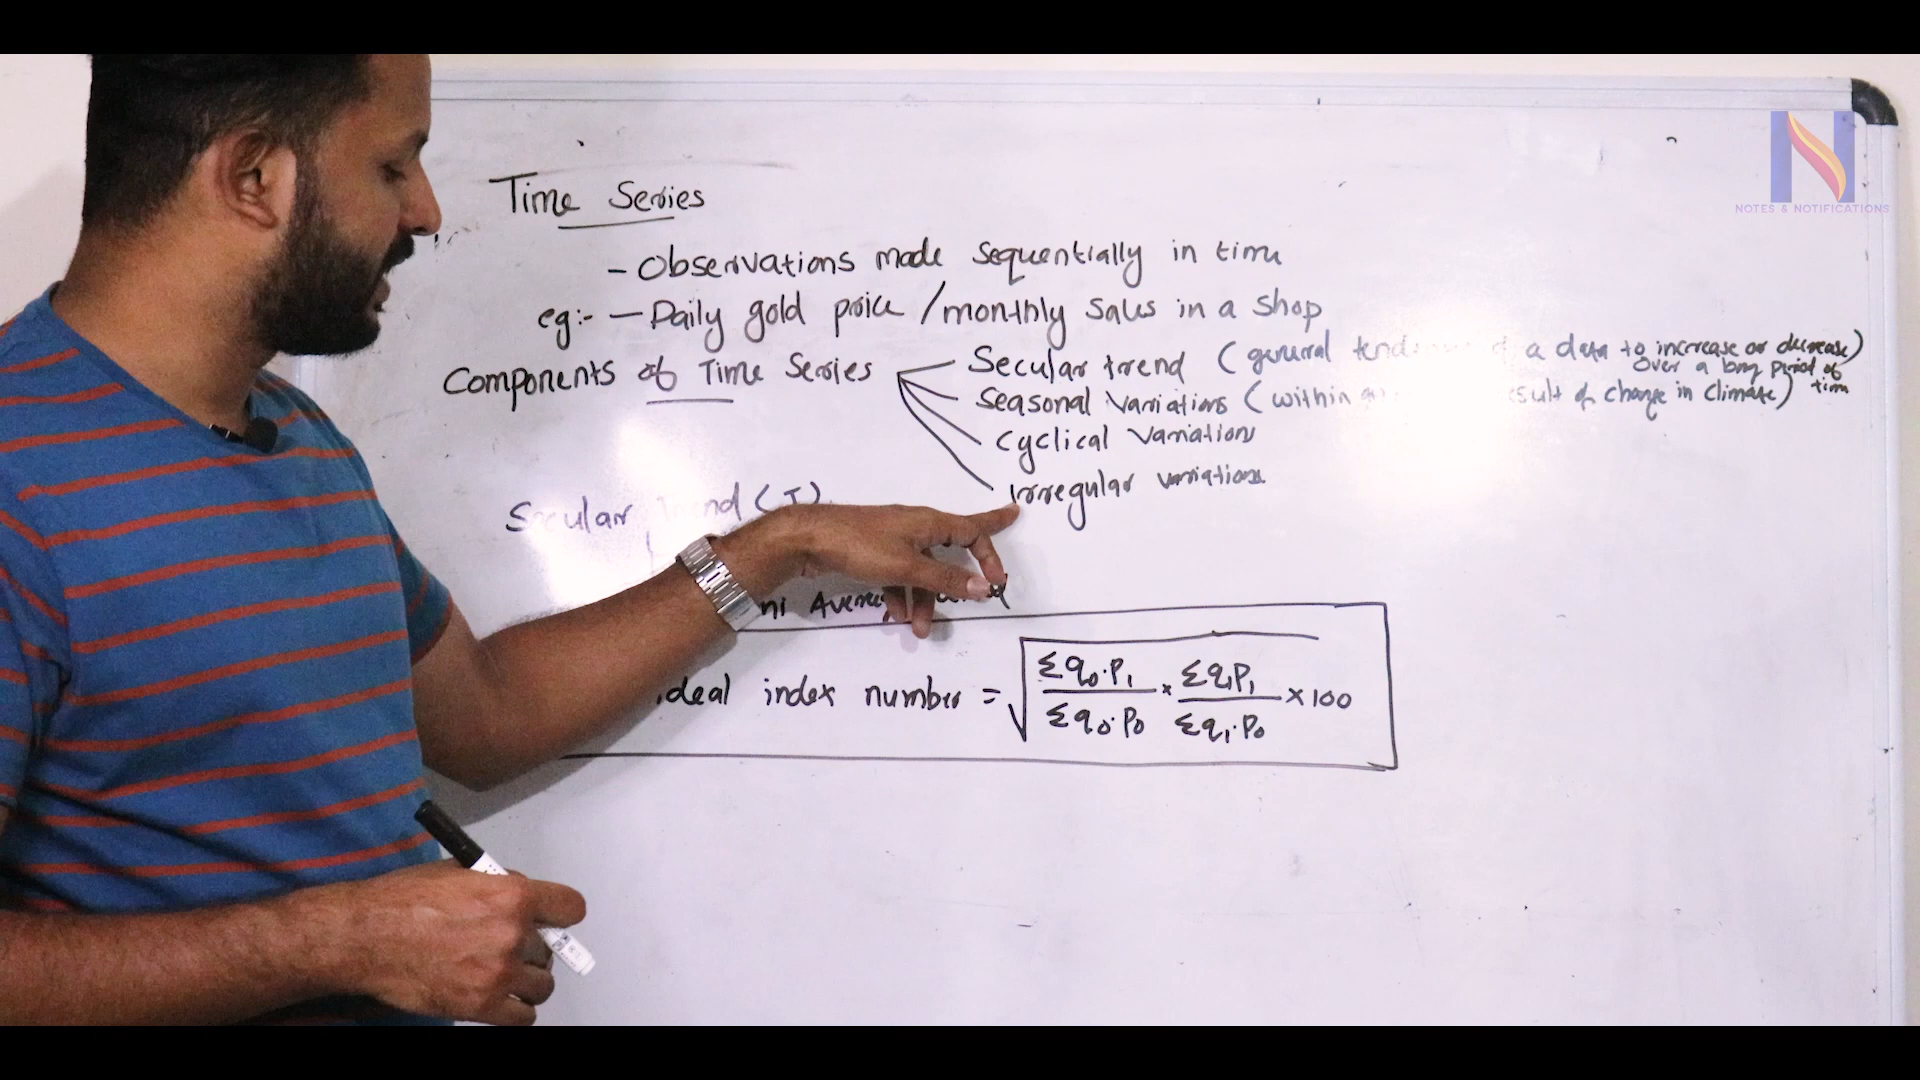 Time Series
- Observations made sequentially in time
eg:- - Daily gold price / monthly sales in a shop
Components of Time Series
Secular trend (general a data to increase or decrease) over a long period of time
Seasonal variations (within of change in climate)
Cyclical variation
Irregular variations
Secular (T)
ideal index number = √ Σq₀·P₁ / Σq₀·P₀ × Σq₁P₁ / Σq₁·P₀ × 100
N
NOTES & NOTIFICATIONS